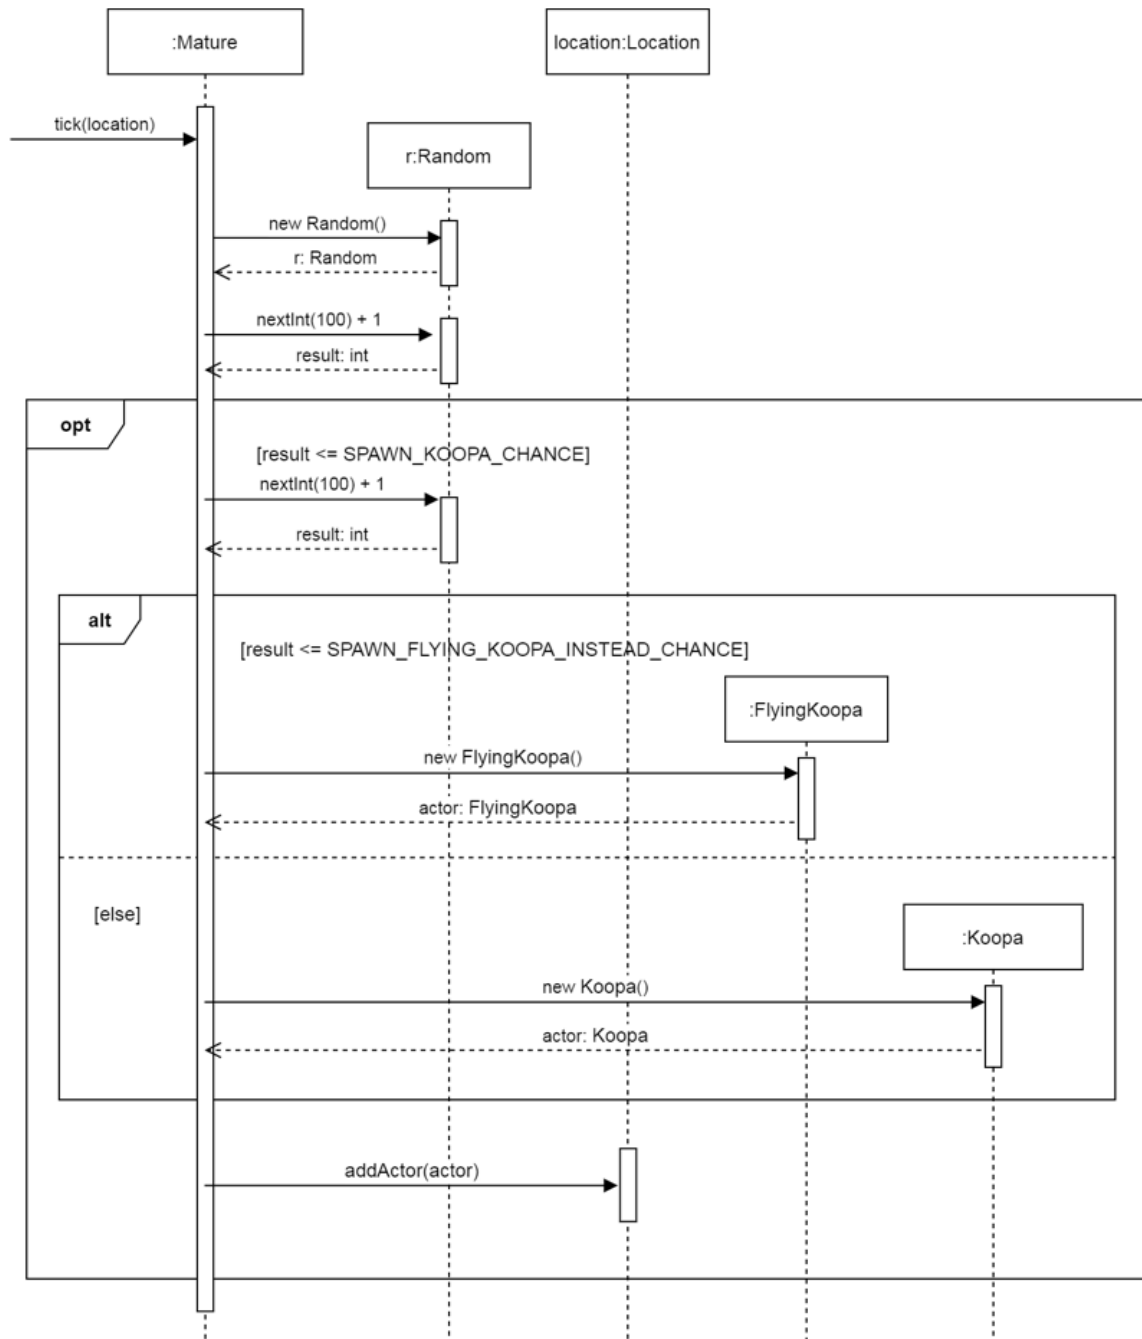 :Mature
location:Location
tick(location)
r:Random
new Random()
r: Random
nextInt(100) + 1
result: int
opt
[result <= SPAWN_KOOPA_CHANCE]
nextInt(100) + 1
result: int
alt
[result <= SPAWN_FLYING_KOOPA_INSTEAD_CHANCE]
:FlyingKoopa
new FlyingKoopa()
actor: FlyingKoopa
[else]
:Koopa
new Koopa()
actor: Koopa
addActor(actor)